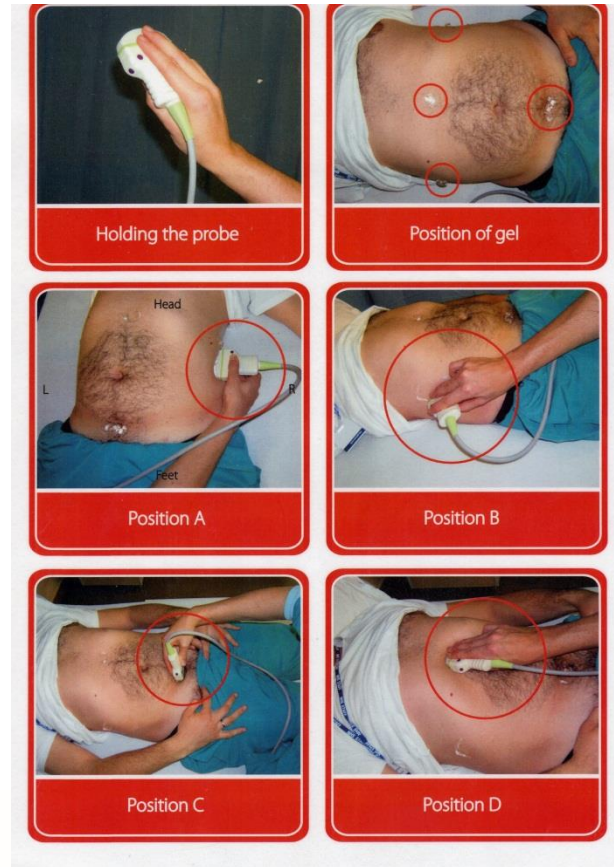 Holding the probe
Position of gel
Head
L
R
Feet
Position A
Position B
Position C
Position D